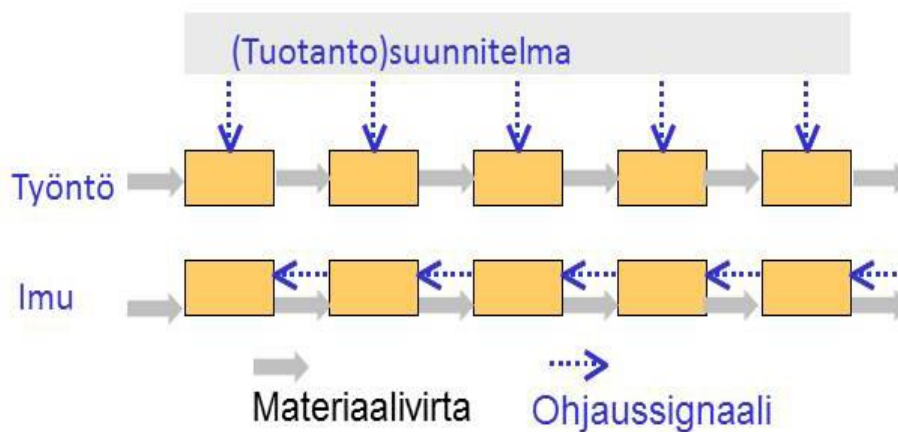 (Tuotanto)suunnitelma
Työntö
Imu
Materiaalivirta
Ohjaussignaali